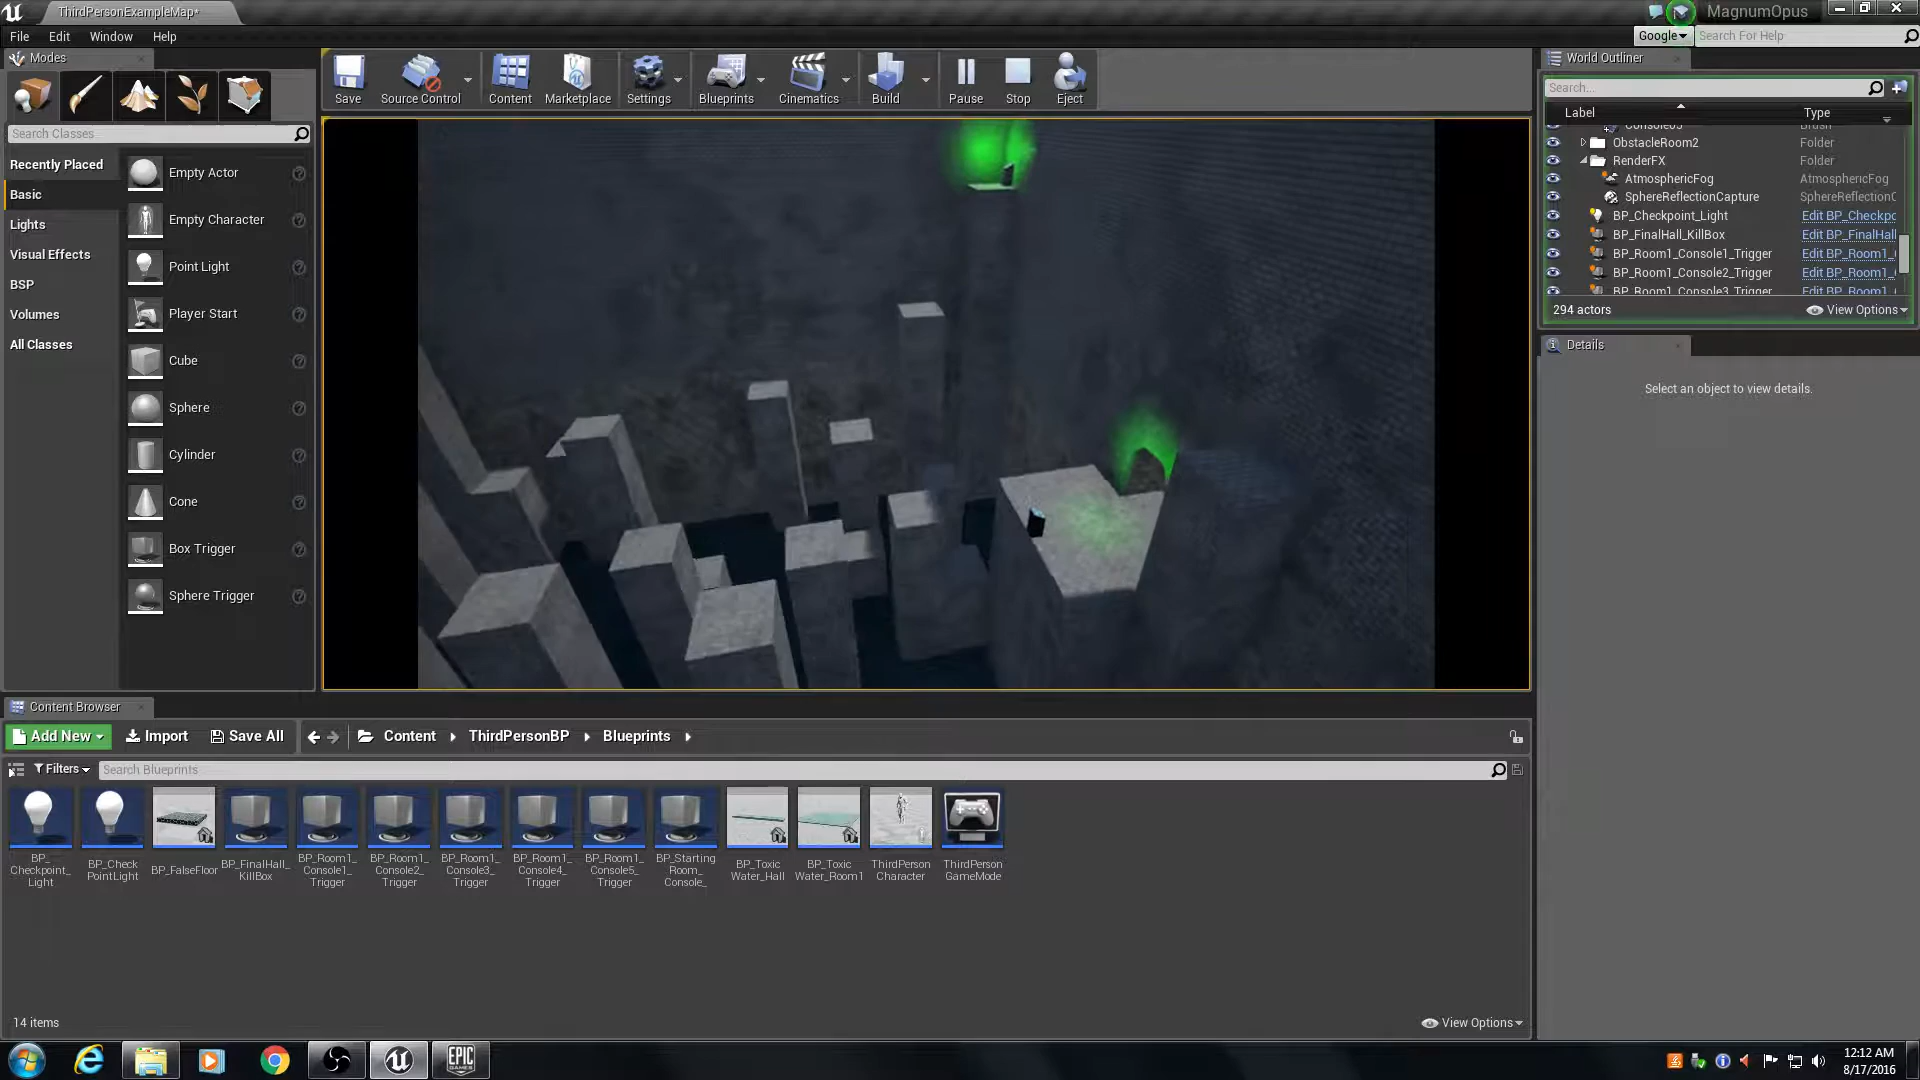 ThirdPersonExampleMap*
MagnumOpus
File Edit Window Help
Google
Search For Help
Modes
Search Classes
Recently Placed
Basic
Lights
Visual Effects
BSP
Volumes
All Classes
Empty Actor
Empty Character
Point Light
Player Start
Cube
Sphere
Cylinder
Cone
Box Trigger
Sphere Trigger
Save
Source Control
Content
Marketplace
Settings
Blueprints
Cinematics
Build
Pause
Stop
Eject
World Outliner
Search...
Label Type
ObstacleRoom2 Folder
RenderFX Folder
AtmosphericFog AtmosphericFog
SphereReflectionCapture SphereReflectionC
BP_Checkpoint_Light Edit BP_Checkpo
BP_FinalHall_KillBox Edit BP_FinalHall
BP_Room1_Console1_Trigger Edit BP_Room1_
BP_Room1_Console2_Trigger Edit BP_Room1_
BP_Room1_Console3_Trigger Edit BP_Room1_
294 actors
View Options
Details
Select an object to view details.
Content Browser
Add New
Import
Save All
Content
ThirdPersonBP
Blueprints
Filters
Search Blueprints
BP_
Checkpoint_
Light
BP_Check
PointLight
BP_FalseFloor
BP_FinalHall_
KillBox
BP_Room1_
Console1_
Trigger
BP_Room1_
Console2_
Trigger
BP_Room1_
Console3_
Trigger
BP_Room1_
Console4_
Trigger
BP_Room1_
Console5_
Trigger
BP_Starting
Room_
Console_
BP_Toxic
Water_Hall
BP_Toxic
Water_Room1
ThirdPerson
Character
ThirdPerson
GameMode
14 items
View Options
EPIC
GAMES
12:12 AM
8/17/2016